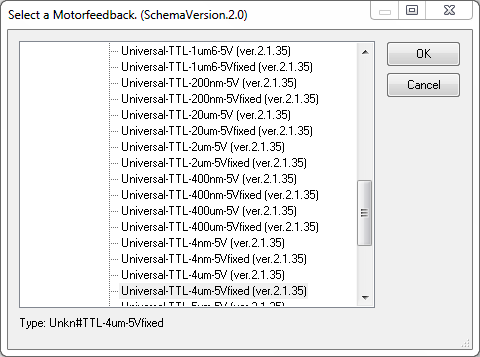 Select a Motorfeedback. (SchemaVersion.2.0)
Universal-TTL-1um6-5V (ver.2.1.35)
Universal-TTL-1um6-5Vfixed (ver.2.1.35)
Universal-TTL-200nm-5V (ver.2.1.35)
Universal-TTL-200nm-5Vfixed (ver.2.1.35)
Universal-TTL-20um-5V (ver.2.1.35)
Universal-TTL-20um-5Vfixed (ver.2.1.35)
Universal-TTL-2um-5V (ver.2.1.35)
Universal-TTL-2um-5Vfixed (ver.2.1.35)
Universal-TTL-400nm-5V (ver.2.1.35)
Universal-TTL-400nm-5Vfixed (ver.2.1.35)
Universal-TTL-400um-5V (ver.2.1.35)
Universal-TTL-400um-5Vfixed (ver.2.1.35)
Universal-TTL-4nm-5V (ver.2.1.35)
Universal-TTL-4um-5V (ver.2.1.35)
Universal-TTL-4um-5Vfixed (ver.2.1.35)
Universal-TTL-5um-5V (ver.2.1.35)
OK
Cancel
Type: Unkn#TTL-4um-5Vfixed